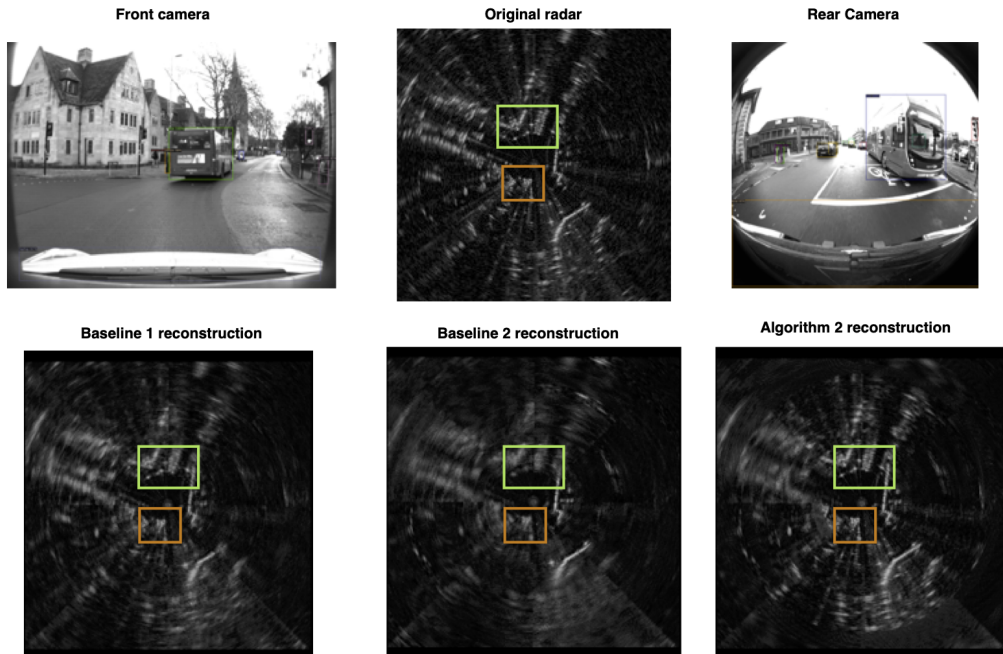 Front camera
Original radar
Rear Camera
Baseline 1 reconstruction
Baseline 2 reconstruction
Algorithm 2 reconstruction